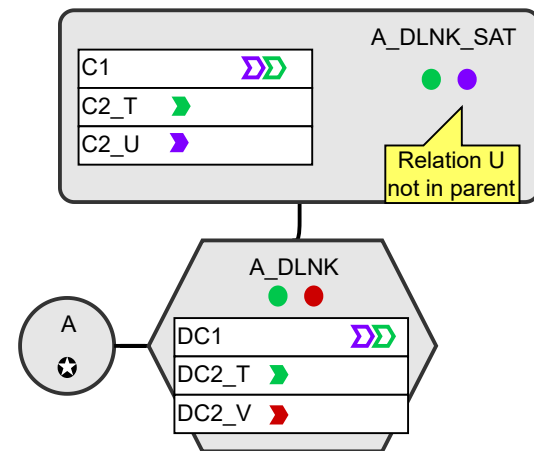 A_DLNK_SAT
C1
C2_T
C2_U
Relation U
not in parent
A_DLNK
A
DC1
DC2_T
DC2_V